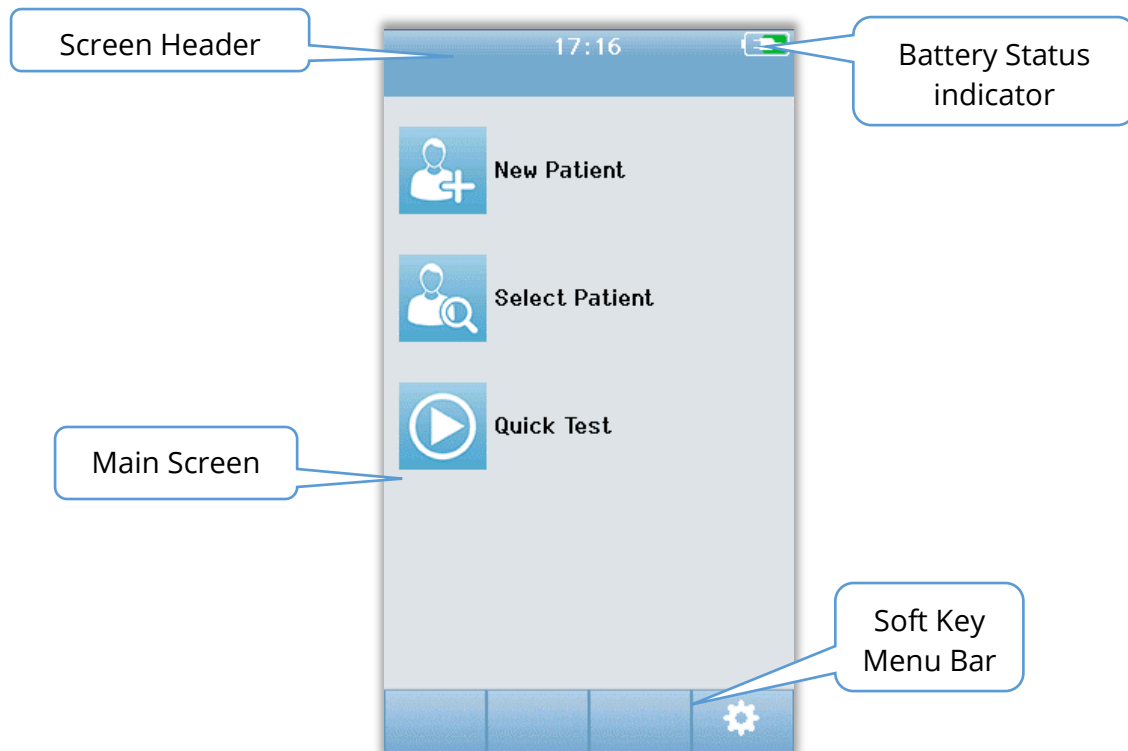 Screen Header
17:16
Battery Status
indicator
New Patient
Select Patient
Quick Test
Main Screen
Soft Key
Menu Bar